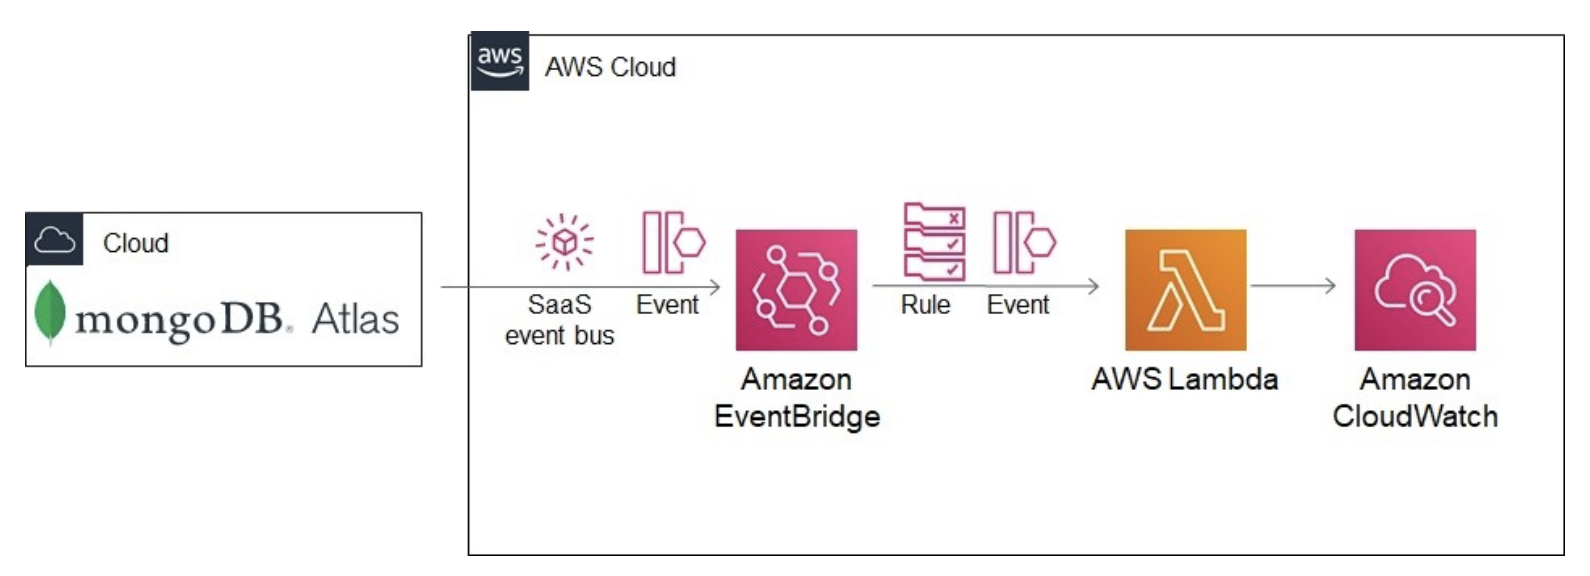 aws
AWS Cloud
Cloud
mongoDB® Atlas
SaaS
event bus
Event
Amazon
EventBridge
Rule
Event
AWS Lambda
Amazon
CloudWatch